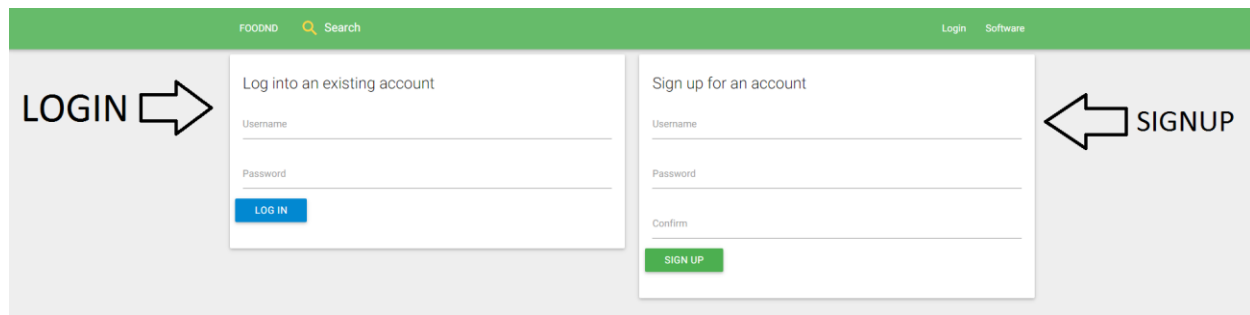 FOODND Search Login Software
LOGIN
Log into an existing account
Username
Password
LOG IN
Sign up for an account
Username
Password
Confirm
SIGN UP
SIGNUP